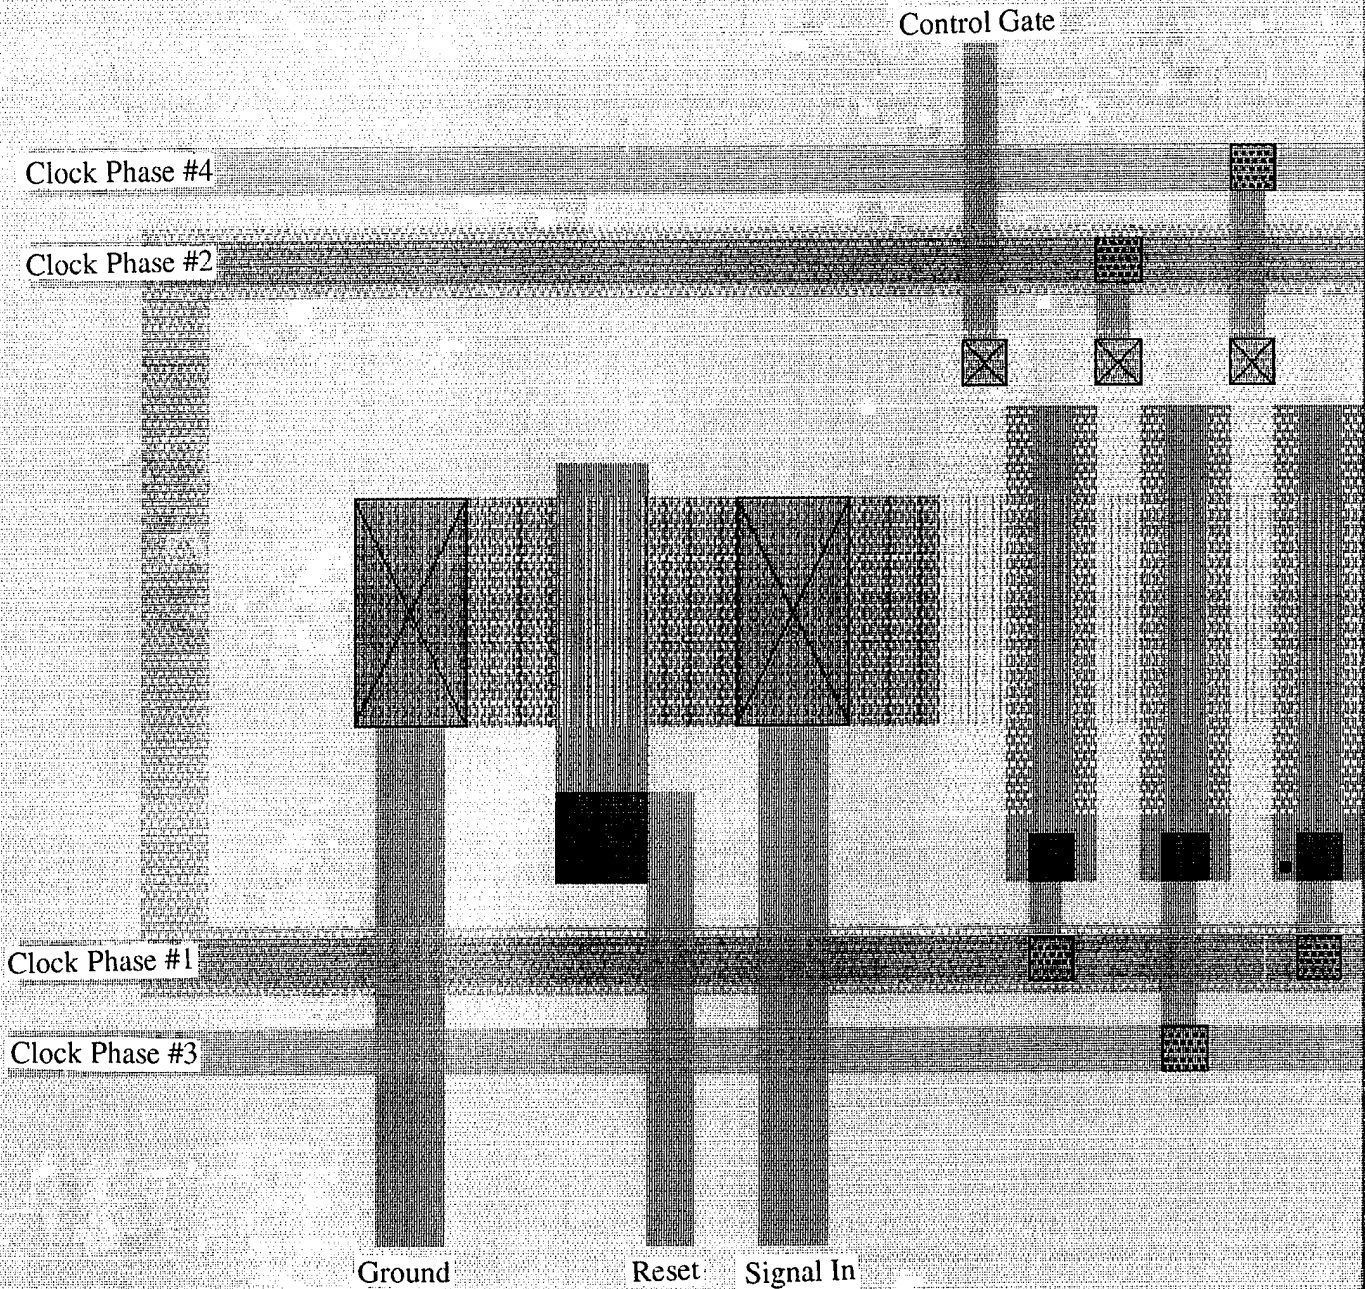 Control Gate
Clock Phase #4
Clock Phase #2
Clock Phase #1
Clock Phase #3
Ground
Reset
Signal In